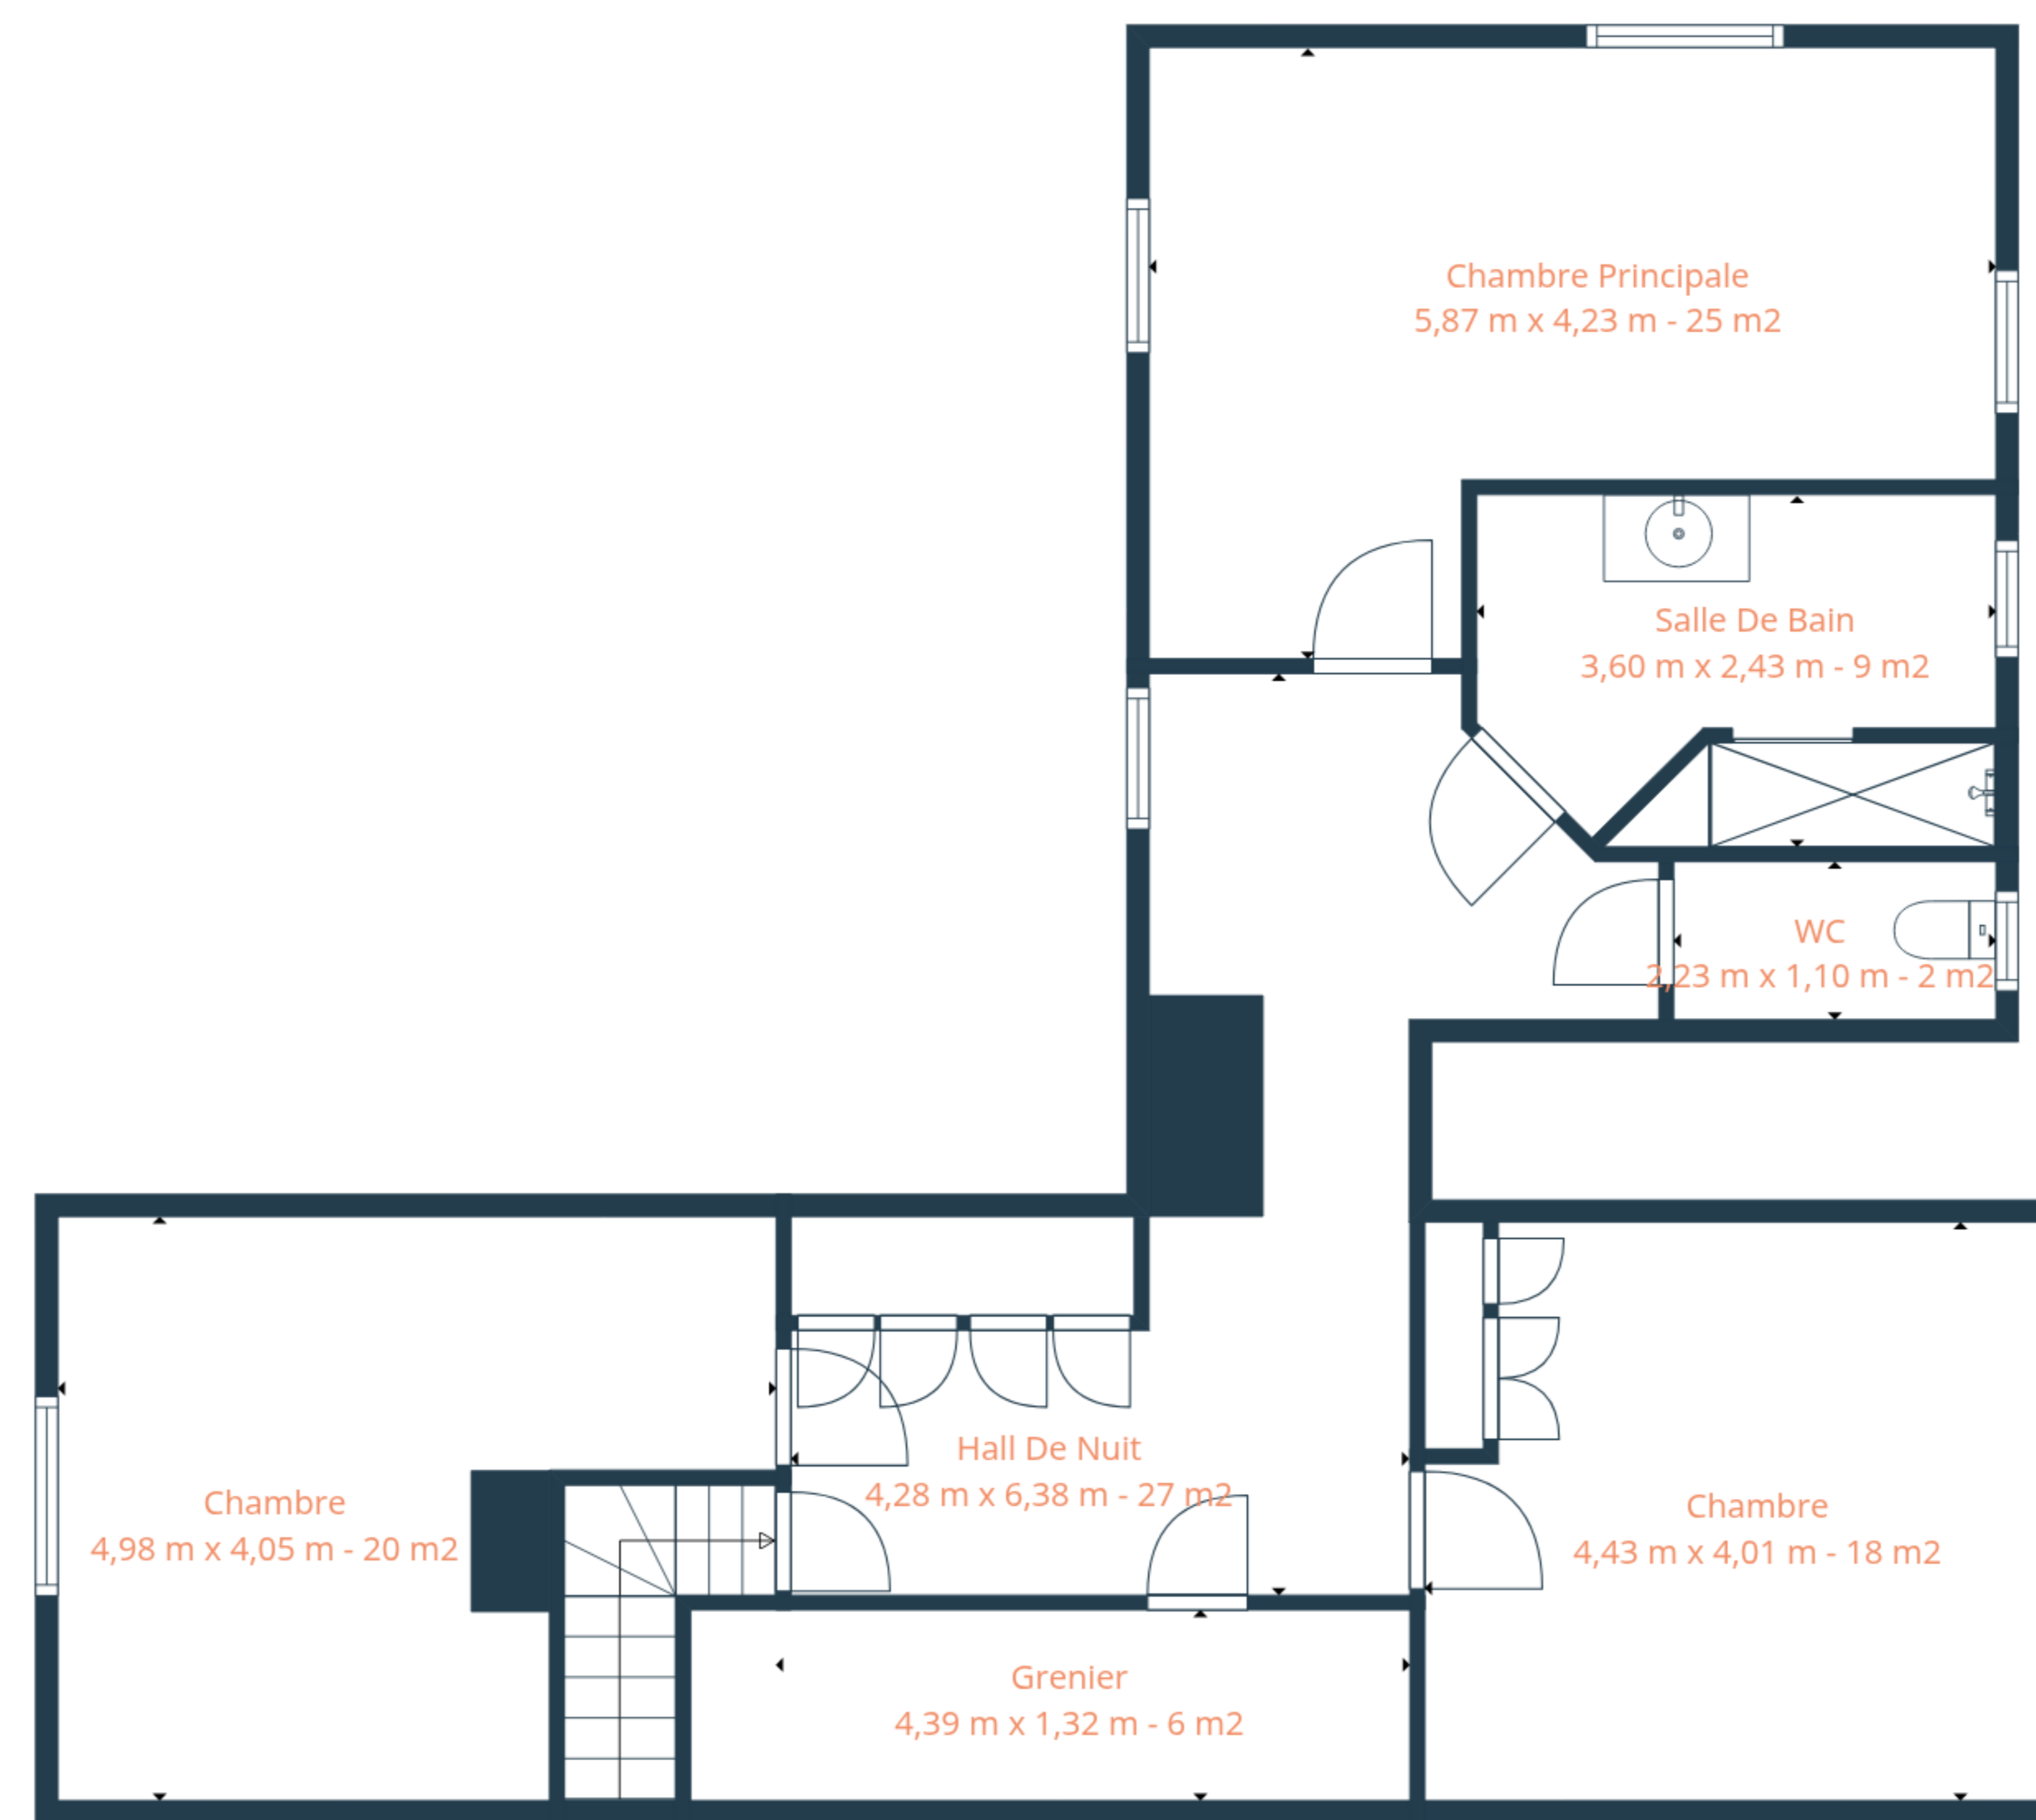 Chambre Principale
5,87 m x 4,23 m - 25 m2
Salle De Bain
3,60 m x 2,43 m - 9 m2
WC
2,23 m x 1,10 m - 2 m2
Hall De Nuit
4,28 m x 6,38 m - 27 m2
Chambre
4,98 m x 4,05 m - 20 m2
Chambre
4,43 m x 4,01 m - 18 m2
Grenier
4,39 m x 1,32 m - 6 m2